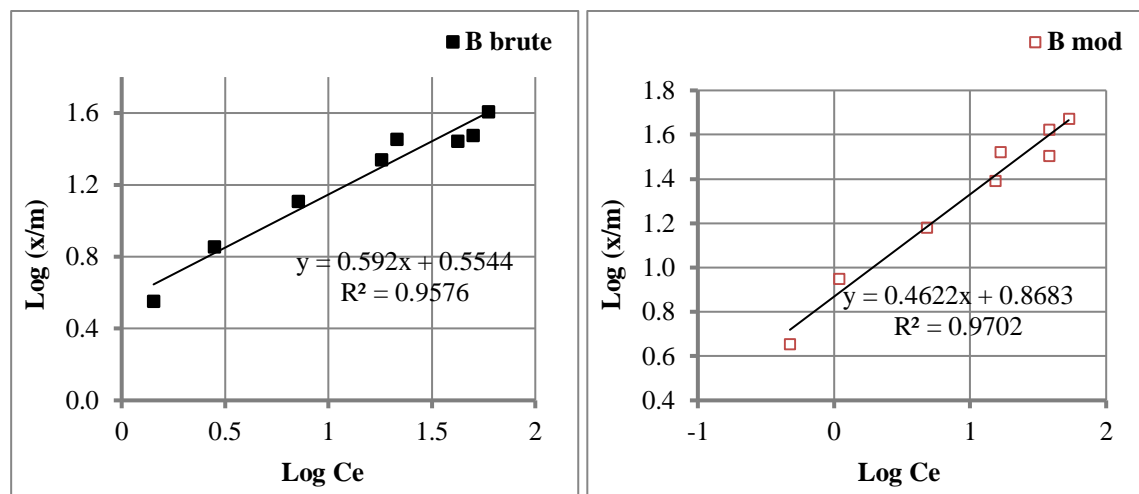 B brute
Log (x/m)
1.6
1.2
0.8
0.4
0.0
y = 0.592x + 0.5544
R² = 0.9576
0 0.5 1 1.5 2
Log Ce
B mod
Log (x/m)
1.8
1.6
1.4
1.2
1.0
0.8
0.6
0.4
y = 0.4622x + 0.8683
R² = 0.9702
-1 0 1 2
Log Ce